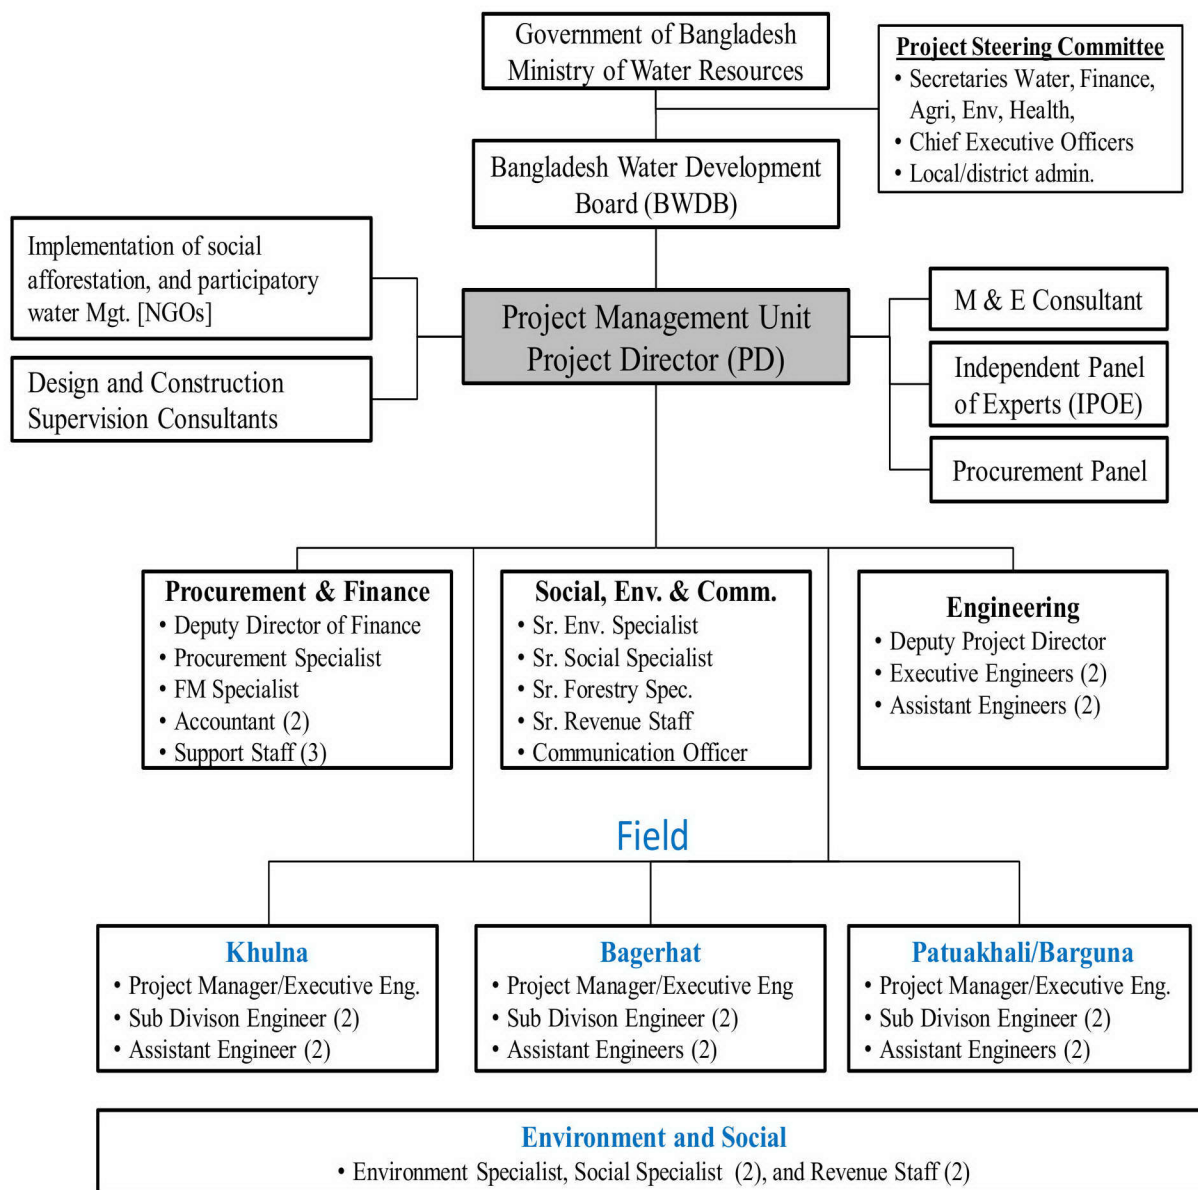 Government of Bangladesh
Ministry of Water Resources
Project Steering Committee
• Secretaries Water, Finance,
Agri, Env, Health,
• Chief Executive Officers
• Local/district admin.
Bangladesh Water Development
Board (BWDB)
Implementation of social
afforestation, and participatory
water Mgt. [NGOs]
Design and Construction
Supervision Consultants
Project Management Unit
Project Director (PD)
M & E Consultant
Independent Panel
of Experts (IPOE)
Procurement Panel
Procurement & Finance
• Deputy Director of Finance
• Procurement Specialist
• FM Specialist
• Accountant (2)
• Support Staff (3)
Social, Env. & Comm.
• Sr. Env. Specialist
• Sr. Social Specialist
• Sr. Forestry Spec.
• Sr. Revenue Staff
• Communication Officer
Engineering
• Deputy Project Director
• Executive Engineers (2)
• Assistant Engineers (2)
Field
Khulna
• Project Manager/Executive Eng.
• Sub Divison Engineer (2)
• Assistant Engineer (2)
Bagerhat
• Project Manager/Executive Eng
• Sub Divison Engineer (2)
• Assistant Engineers (2)
Patuakhali/Barguna
• Project Manager/Executive Eng.
• Sub Divison Engineer (2)
• Assistant Engineers (2)
Environment and Social
• Environment Specialist, Social Specialist (2), and Revenue Staff (2)